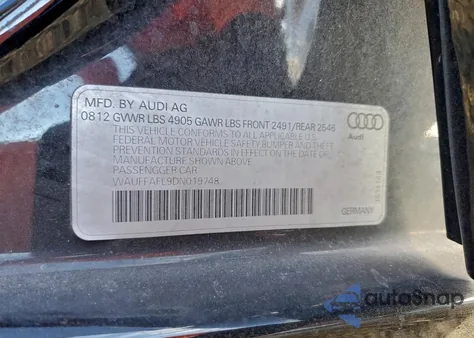 MFD. BY AUDI AG
0812 GVWR LBS 4905 GAWR LBS FRONT 2491/REAR 2546
THIS VEHICLE CONFORMS TO ALL APPLICABLE U.S.
FEDERAL MOTOR VEHICLE SAFETY BUMPER AND THEFT
PREVENTION STANDARDS IN EFFECT ON THE DATE OF
MANUFACTURE SHOWN ABOVE.
PASSENGGER CAR
WAUFFAFL9DN019748
Audi
GERMANY
autoSnap